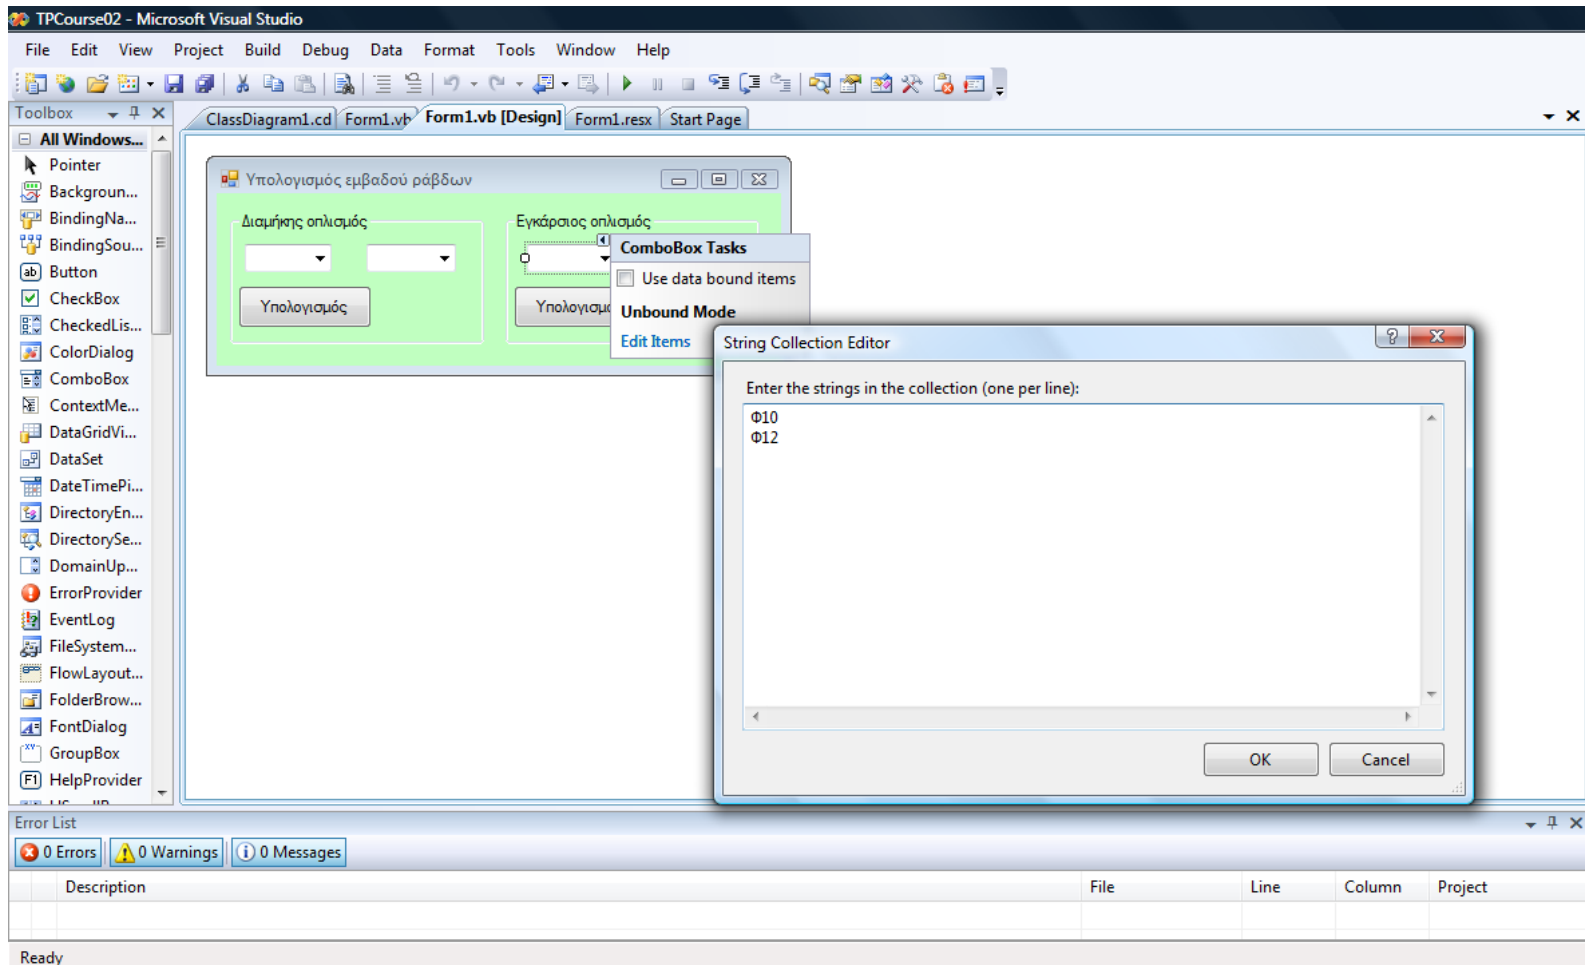 TPCourse02 - Microsoft Visual Studio
File Edit View Project Build Debug Data Format Tools Window Help
Toolbox
ClassDiagram1.cd Form1.vb Form1.vb [Design] Form1.resx Start Page
All Windows...
Pointer
Backgroun...
BindingNa...
BindingSou...
Button
CheckBox
CheckedLis...
ColorDialog
ComboBox
ContextMe...
DataGridVi...
DataSet
DateTimePi...
DirectoryEn...
DirectorySe...
DomainUp...
ErrorProvider
EventLog
FileSystem...
FlowLayout...
FolderBrow...
FontDialog
GroupBox
HelpProvider
Υπολογισμός εμβαδού ράβδων
Διαμήκης οπλισμός
Εγκάρσιος οπλισμός
Υπολογισμός
Υπολογισμ
ComboBox Tasks
Use data bound items
Unbound Mode
Edit Items
String Collection Editor
Enter the strings in the collection (one per line):
Φ10
Φ12
OK Cancel
Error List
0 Errors 0 Warnings 0 Messages
Description File Line Column Project
Ready